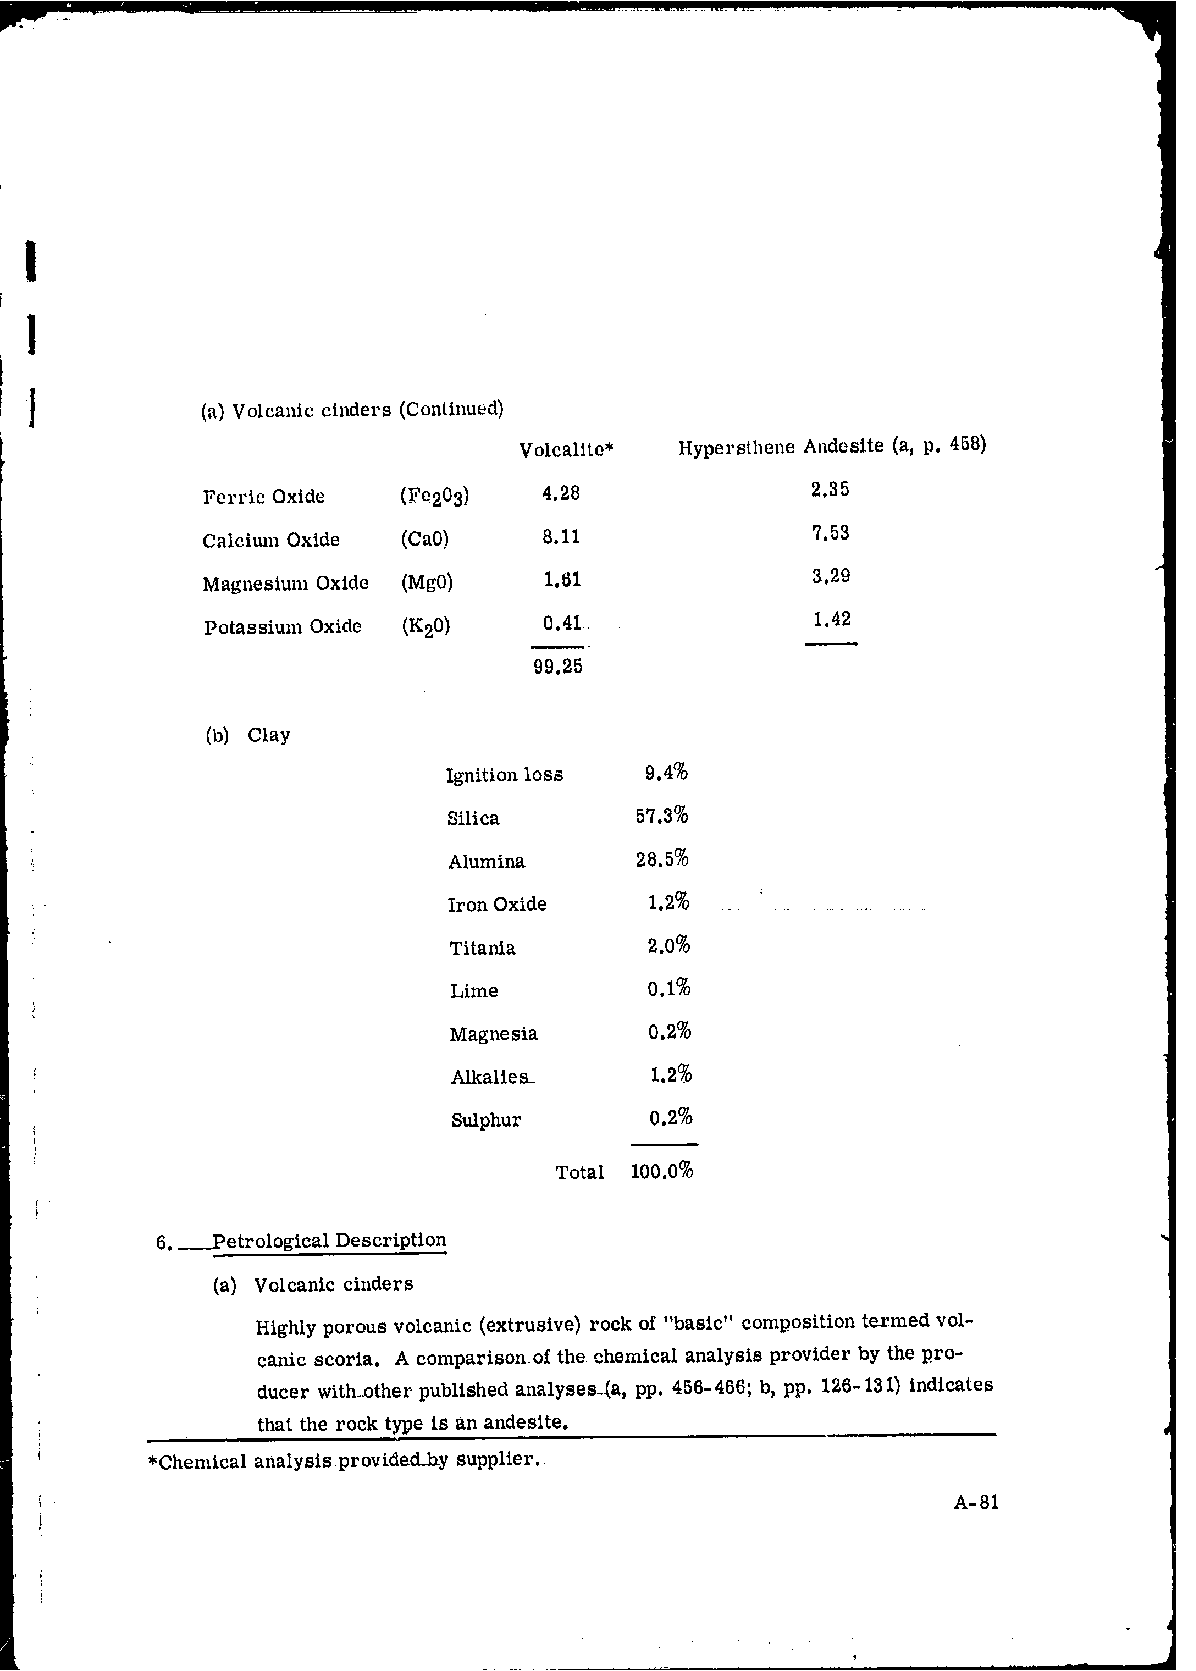 (a) Volcanic cinders (Continued)
Volcalite* Hypersthene Andesite (a, p. 458)
Ferric Oxide (Fe2O3) 4.28 2.35
Calcium Oxide (CaO) 8.11 7.53
Magnesium Oxide (MgO) 1.61 3.29
Potassium Oxide (K2O) 0.41 1.42
99.25
(b) Clay
Ignition loss 9.4%
Silica 57.3%
Alumina 28.5%
Iron Oxide 1.2%
Titania 2.0%
Lime 0.1%
Magnesia 0.2%
Alkalies 1.2%
Sulphur 0.2%
Total 100.0%
6. Petrological Description
(a) Volcanic cinders
Highly porous volcanic (extrusive) rock of "basic" composition termed vol-
canic scoria. A comparison of the chemical analysis provider by the pro-
ducer with other published analyses (a, pp. 456-466; b, pp. 126-131) indicates
that the rock type is an andesite.
*Chemical analysis provided by supplier.
A-81